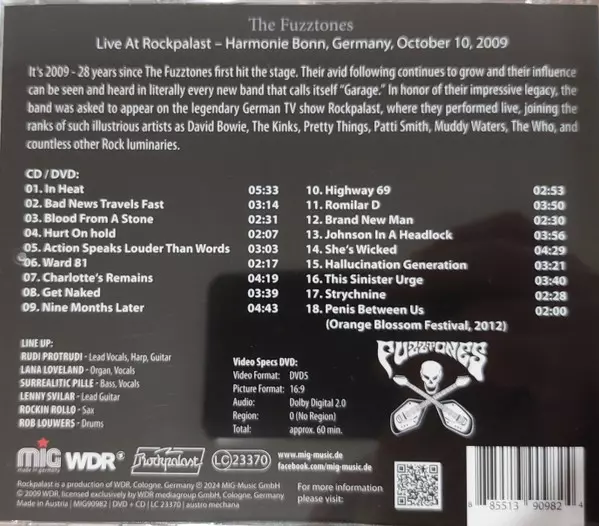 The Fuzztones
Live At Rockpalast – Harmonie Bonn, Germany, October 10, 2009
It's 2009 - 28 years since The Fuzztones first hit the stage. Their avid following continues to grow and their influence
can be seen and heard in literally every new band that calls itself "Garage." In honor of their impressive legacy, the
band was asked to appear on the legendary German TV show Rockpalast, where they performed live, joining the
ranks of such illustrious artists as David Bowie, The Kinks, Pretty Things, Patti Smith, Muddy Waters, The Who, and
countless other Rock luminaries.
CD / DVD:
01. In Heat 05:33
02. Bad News Travels Fast 03:14
03. Blood From A Stone 02:31
04. Hurt On hold 02:07
05. Action Speaks Louder Than Words 03:03
06. Ward 81 02:17
07. Charlotte's Remains 04:19
08. Get Naked 03:39
09. Nine Months Later 04:43
10. Highway 69 02:53
11. Romilar D 03:50
12. Brand New Man 02:30
13. Johnson In A Headlock 03:56
14. She's Wicked 04:29
15. Hallucination Generation 03:21
16. This Sinister Urge 03:40
17. Strychnine 02:28
18. Penis Between Us 02:00
(Orange Blossom Festival, 2012)
LINE UP:
RUDI PROTRUDI - Lead Vocals, Harp, Guitar
LANA LOVELAND - Organ, Vocals
SURREALITIC PILLE - Bass, Vocals
LENNY SVILAR - Lead Guitar
ROCKIN ROLLO - Sax
ROB LOUWERS - Drums
Video Specs DVD:
Video Format: DVD5
Picture Format: 16:9
Audio: Dolby Digital 2.0
Region: 0 (No Region)
Total: approx. 60 min.
FUZZTONES
MIG
made in germany
WDR
Rockpalast
LC 23370
www.mig-music.de
facebook.com/mig-music.de
For more information
please visit:
8 85513 90982 4
Rockpalast is a production of WDR, Cologne, Germany ℗ 2024 MIG-Music GmbH
© 2009 WDR, licensed exclusively by WDR mediagroup GmbH, Cologne, Germany
Made in Austria | MIG90982 | DVD + CD | LC 23370 | austro mechana